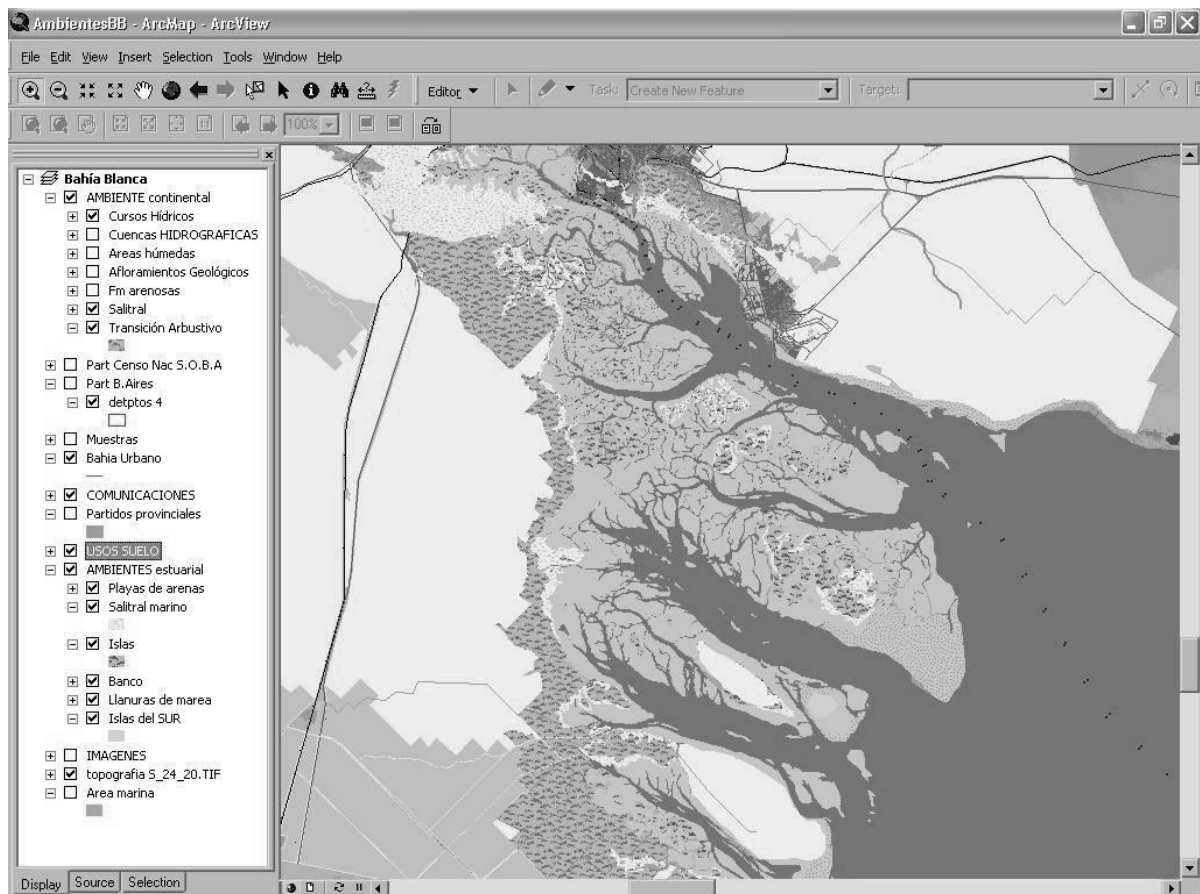 AmbientesBB - ArcMap - ArcView
File Edit View Insert Selection Tools Window Help
Editor Task: Create New Feature Target:
100%
Bahía Blanca
AMBIENTE continental
Cursos Hídricos
Cuencas HIDROGRAFICAS
Areas húmedas
Afloramientos Geológicos
Fm arenosas
Salitral
Transición Arbustivo
Part Censo Nac S.O.B.A
Part B.Aires
detptos 4
Muestras
Bahia Urbano
COMUNICACIONES
Partidos provinciales
USOS SUELO
AMBIENTES estuarial
Playas de arenas
Salitral marino
Islas
Banco
Llanuras de marea
Islas del SUR
IMAGENES
topografia S_24_20.TIF
Area marina
Display Source Selection